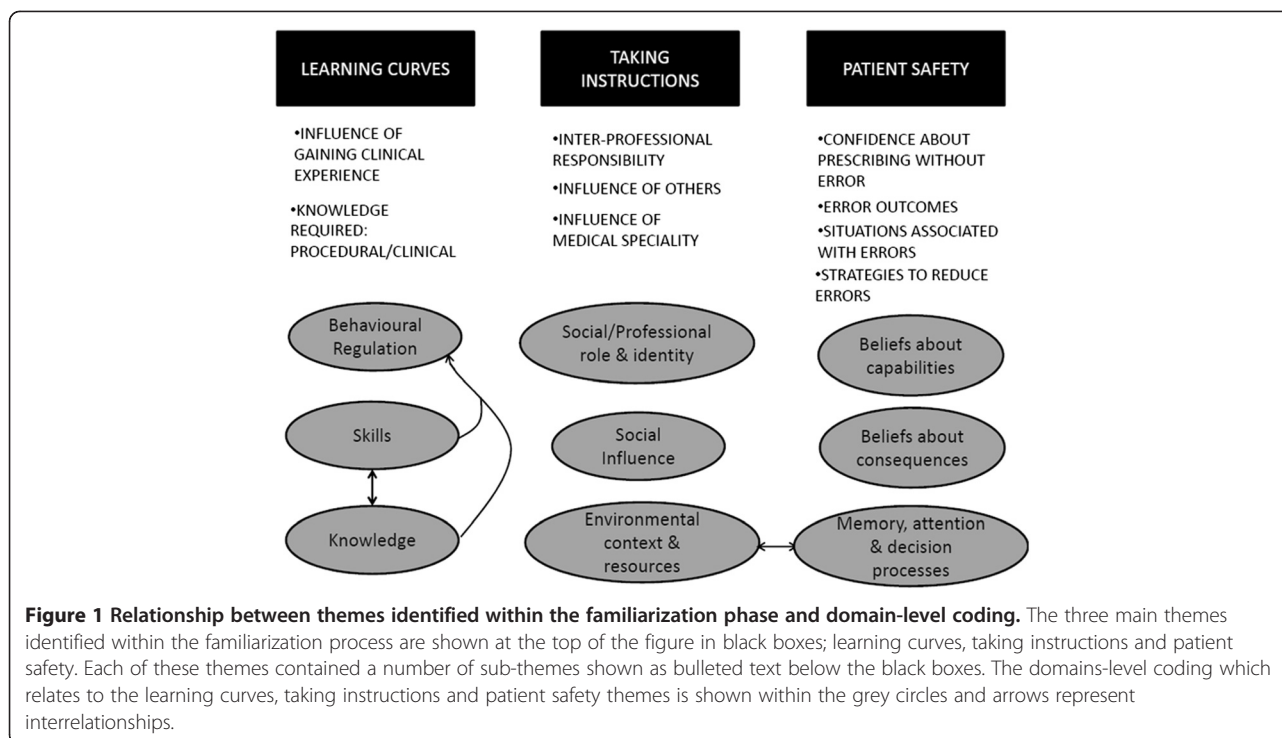 LEARNING CURVES
•INFLUENCE OF
GAINING CLINICAL
EXPERIENCE
•KNOWLEDGE
REQUIRED:
PROCEDURAL/CLINICAL
Behavioural
Regulation
Skills
Knowledge
TAKING
INSTRUCTIONS
•INTER-PROFESSIONAL
RESPONSIBILITY
•INFLUENCE OF OTHERS
•INFLUENCE OF
MEDICAL SPECIALITY
Social/Professional
role & identity
Social
Influence
Environmental
context &
resources
PATIENT SAFETY
•CONFIDENCE ABOUT
PRESCRIBING WITHOUT
ERROR
•ERROR OUTCOMES
•SITUATIONS ASSOCIATED
WITH ERRORS
•STRATEGIES TO REDUCE
ERRORS
Beliefs about
capabilities
Beliefs about
consequences
Memory, attention
& decision
processes
Figure 1 Relationship between themes identified within the familiarization phase and domain-level coding. The three main themes
identified within the familiarization process are shown at the top of the figure in black boxes; learning curves, taking instructions and patient
safety. Each of these themes contained a number of sub-themes shown as bulleted text below the black boxes. The domains-level coding which
relates to the learning curves, taking instructions and patient safety themes is shown within the grey circles and arrows represent
interrelationships.